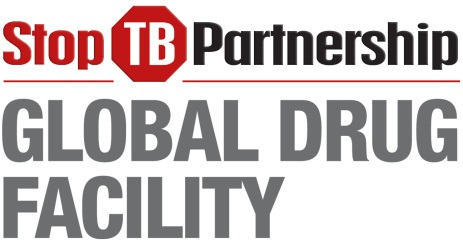 Stop TB Partnership
GLOBAL DRUG
FACILITY